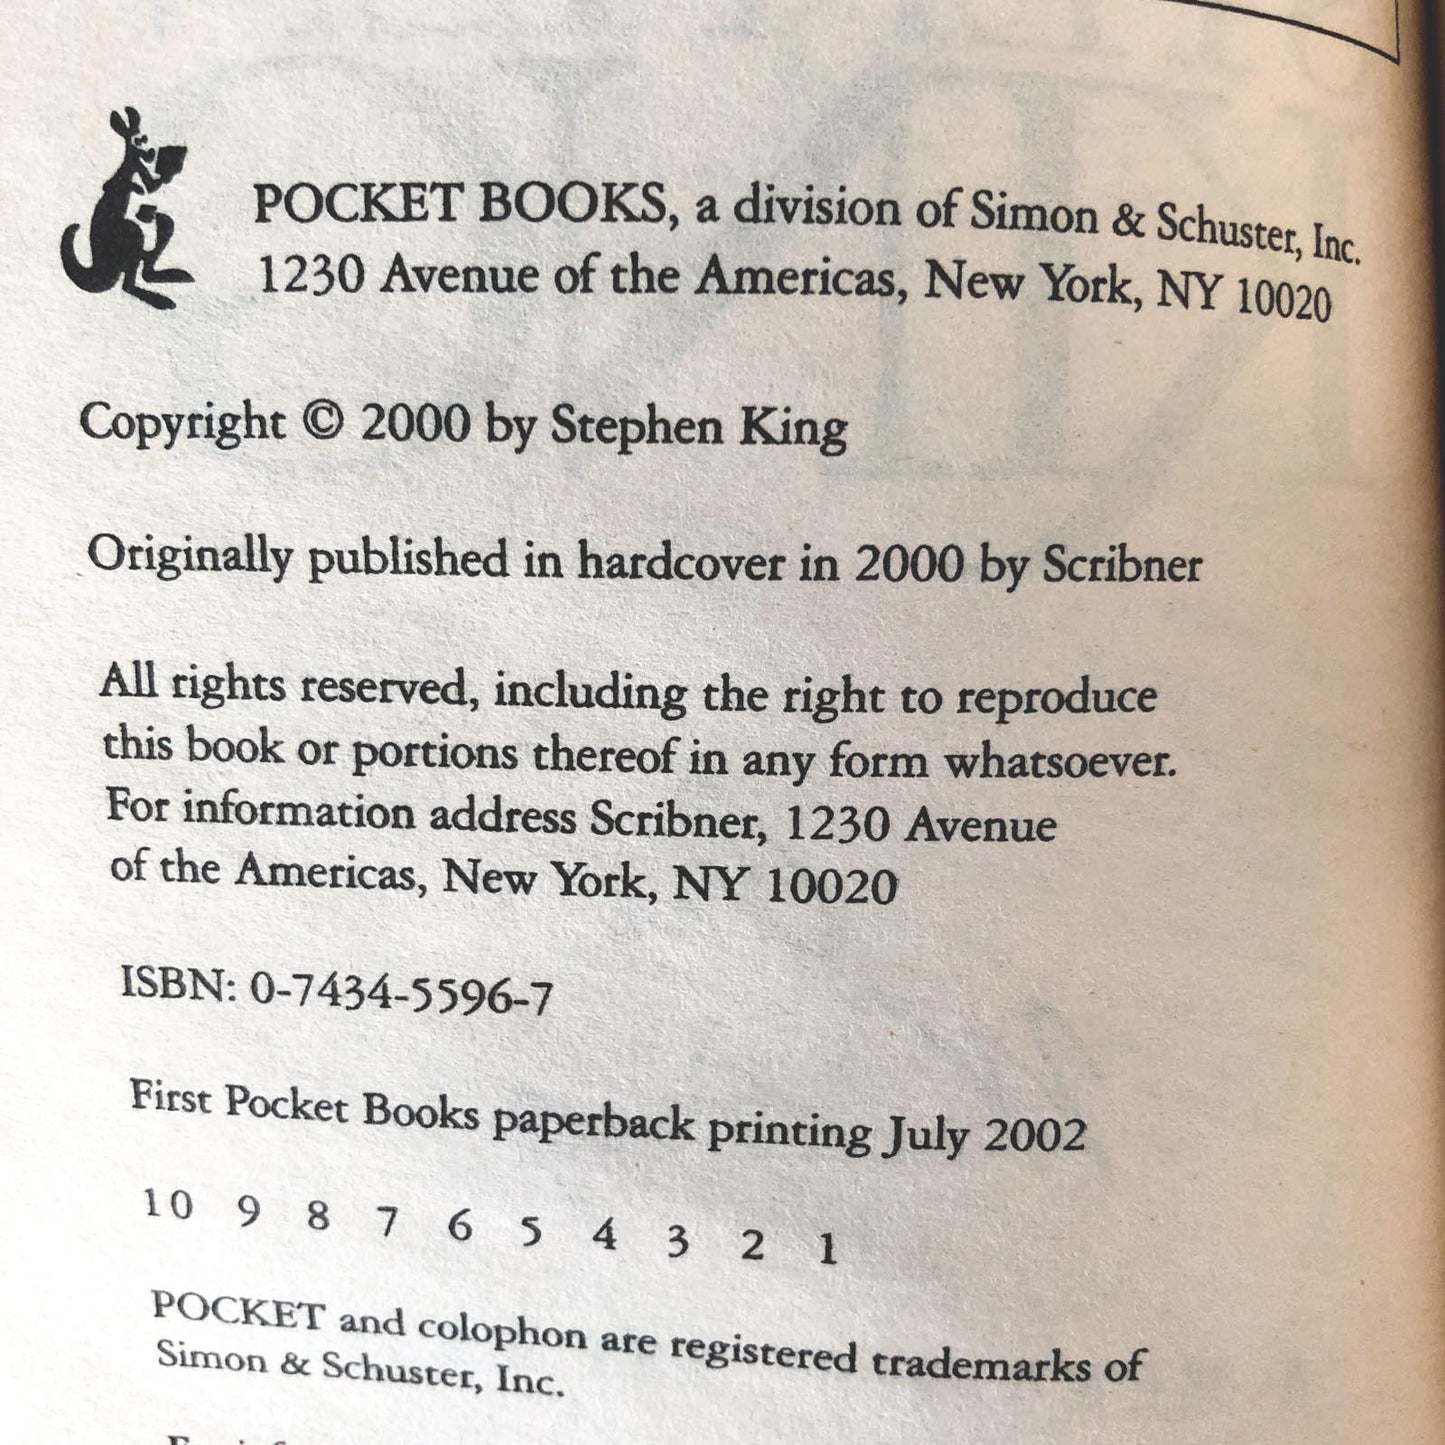 POCKET BOOKS, a division of Simon & Schuster, Inc.
1230 Avenue of the Americas, New York, NY 10020
Copyright © 2000 by Stephen King
Originally published in hardcover in 2000 by Scribner
All rights reserved, including the right to reproduce
this book or portions thereof in any form whatsoever.
For information address Scribner, 1230 Avenue
of the Americas, New York, NY 10020
ISBN: 0-7434-5596-7
First Pocket Books paperback printing July 2002
10 9 8 7 6 5 4 3 2 1
POCKET and colophon are registered trademarks of
Simon & Schuster, Inc.